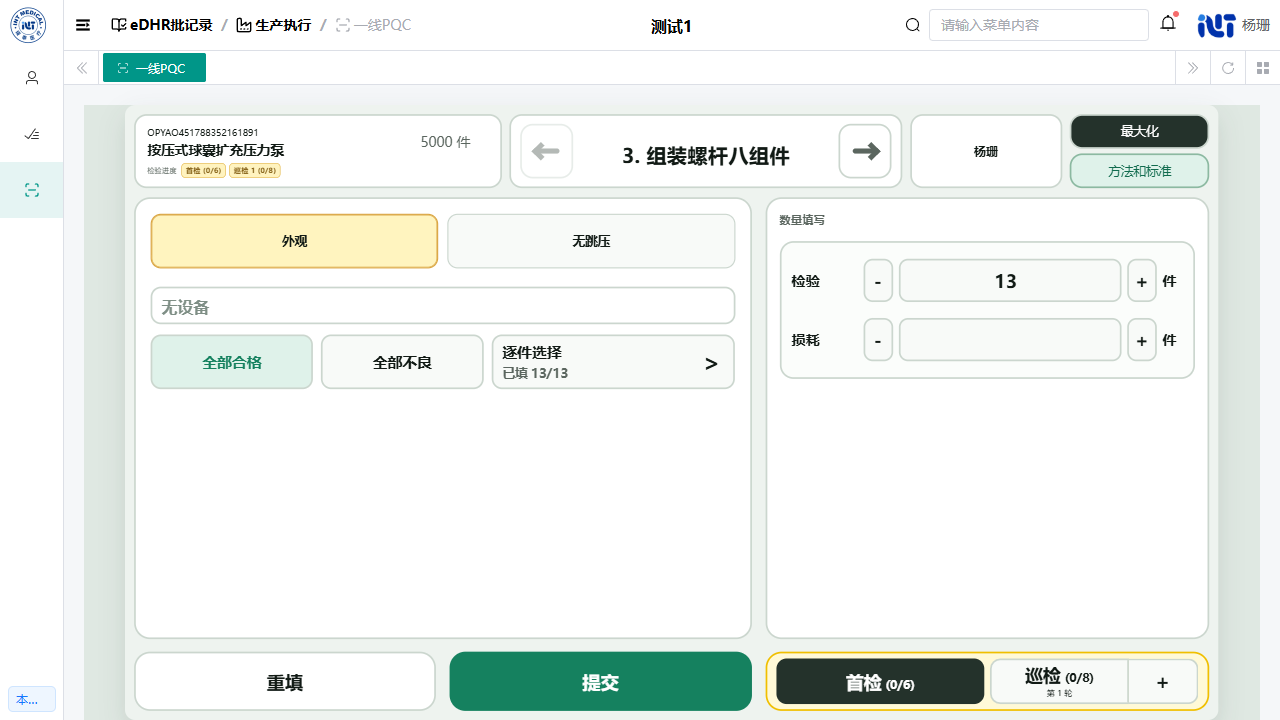 eDHR批记录 / 生产执行 / 一线PQC
测试1
请输入菜单内容
杨珊
一线PQC
OPYAO451788352161891
按压式球囊扩充压力泵
检验进度 首检 (0/6) 巡检 1 (0/8)
5000 件
3. 组装螺杆八组件
杨珊
最大化
方法和标准
外观
无跳压
无设备
全部合格
全部不良
逐件选择
已填 13/13
>
数量填写
检验 - 13 + 件
损耗 - + 件
重填
提交
首检 (0/6)
巡检 (0/8)
第 1 轮
+
本...